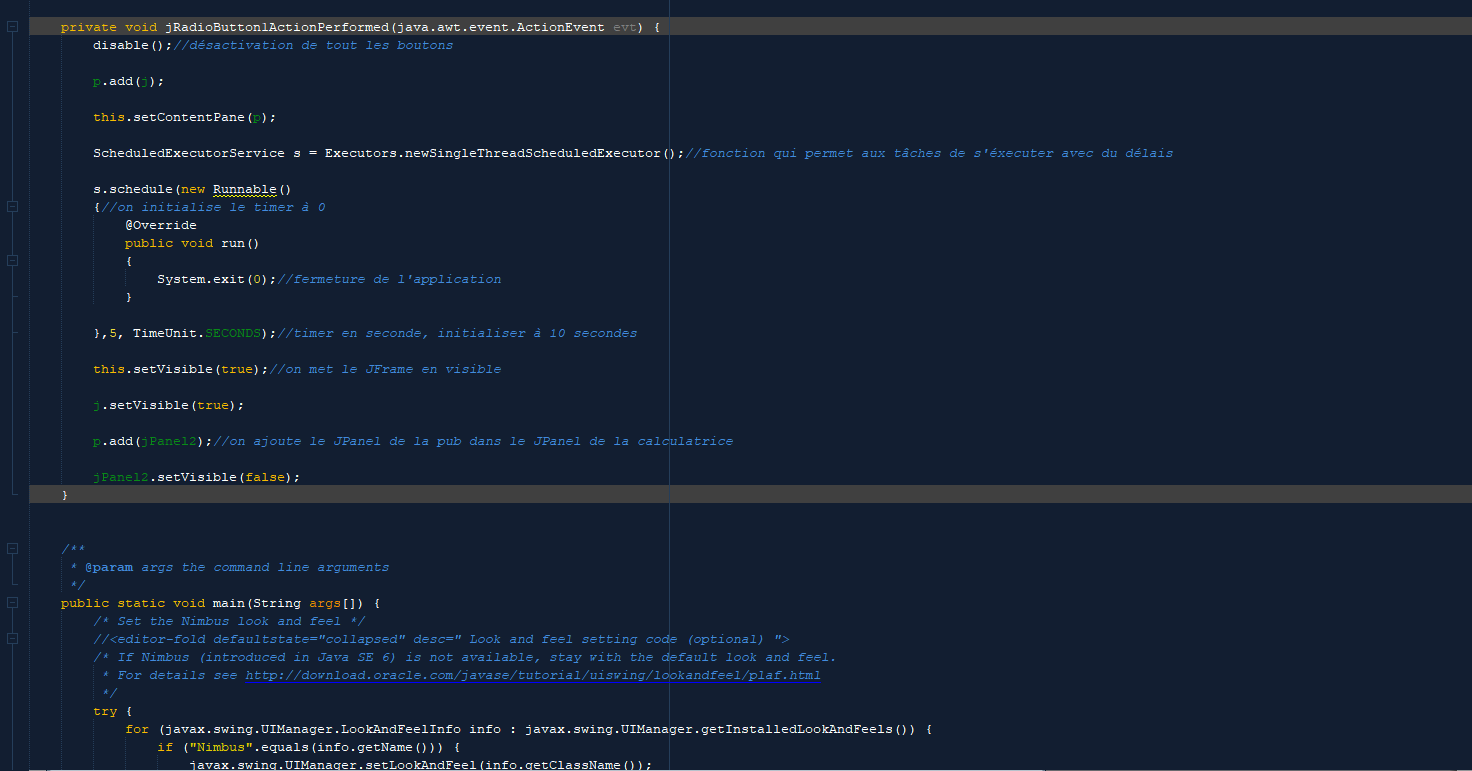 private void jRadioButton1ActionPerformed(java.awt.event.ActionEvent evt) {
disable();//désactivation de tout les boutons
p.add(j);
this.setContentPane(p);
ScheduledExecutorService s = Executors.newSingleThreadScheduledExecutor();//fonction qui permet aux tâches de s'éxecuter avec du délais
s.schedule(new Runnable()
{//on initialise le timer à 0
@Override
public void run()
{
System.exit(0);//fermeture de l'application
}
},5, TimeUnit.SECONDS);//timer en seconde, initialiser à 10 secondes
this.setVisible(true);//on met le JFrame en visible
j.setVisible(true);
p.add(jPanel2);//on ajoute le JPanel de la pub dans le JPanel de la calculatrice
jPanel2.setVisible(false);
}
/**
* @param args the command line arguments
*/
public static void main(String args[]) {
/* Set the Nimbus look and feel */
//<editor-fold defaultstate="collapsed" desc=" Look and feel setting code (optional) ">
/* If Nimbus (introduced in Java SE 6) is not available, stay with the default look and feel.
* For details see http://download.oracle.com/javase/tutorial/uiswing/lookandfeel/plaf.html
*/
try {
for (javax.swing.UIManager.LookAndFeelInfo info : javax.swing.UIManager.getInstalledLookAndFeels()) {
if ("Nimbus".equals(info.getName())) {
javax.swing.UIManager.setLookAndFeel(info.getClassName());